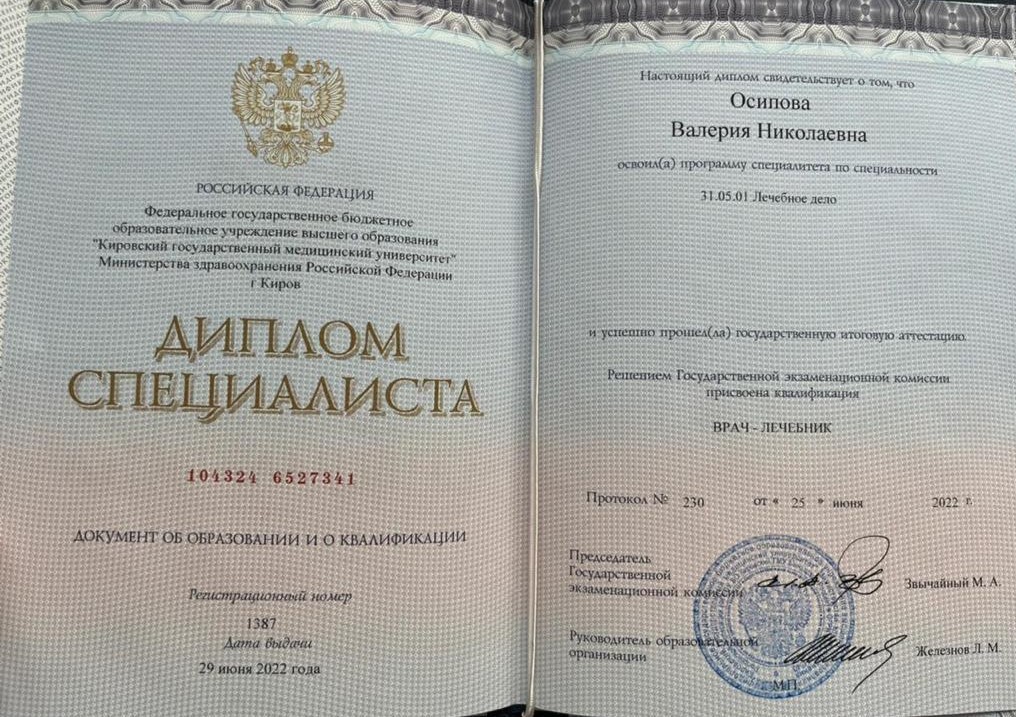 РОССИЙСКАЯ ФЕДЕРАЦИЯ
Федеральное государственное бюджетное
образовательное учреждение высшего образования
"Кировский государственный медицинский университет"
Министерства здравоохранения Российской Федерации
г Киров
ДИПЛОМ
СПЕЦИАЛИСТА
104324 6527341
ДОКУМЕНТ ОБ ОБРАЗОВАНИИ И О КВАЛИФИКАЦИИ
Регистрационный номер
1387
Дата выдачи
29 июня 2022 года
Настоящий диплом свидетельствует о том, что
Осипова
Валерия Николаевна
освоил(а) программу специалитета по специальности
31.05.01 Лечебное дело
и успешно прошел(ла) государственную итоговую аттестацию.
Решением Государственной экзаменационной комиссии
присвоена квалификация
ВРАЧ - ЛЕЧЕБНИК
Протокол № 230 от « 25 » июня 2022 г.
Председатель
Государственной
экзаменационной комиссии
Звычайный М. А.
Руководитель образовательной
организации
Железнов Л. М.
М.П.